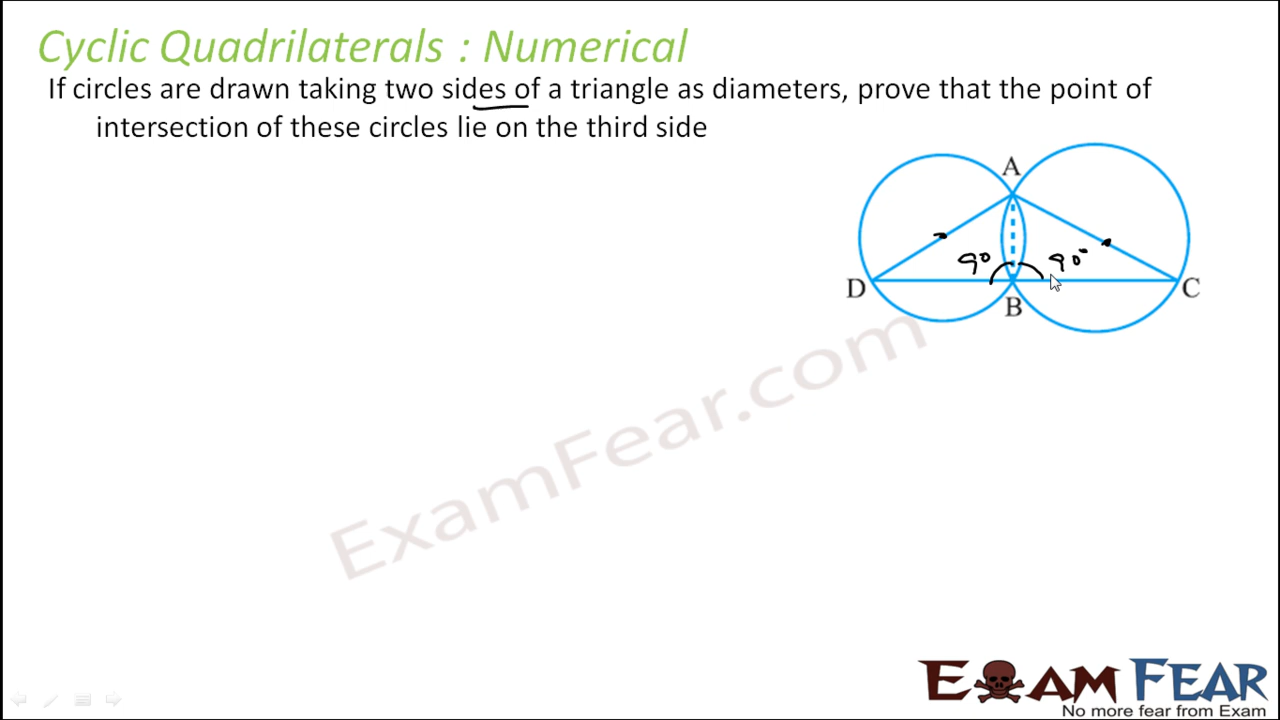 Cyclic Quadrilaterals : Numerical
If circles are drawn taking two sides of a triangle as diameters, prove that the point of
intersection of these circles lie on the third side
A
90 90°
D C
B
ExamFear.com
EXAM FEAR
No more fear from Exam